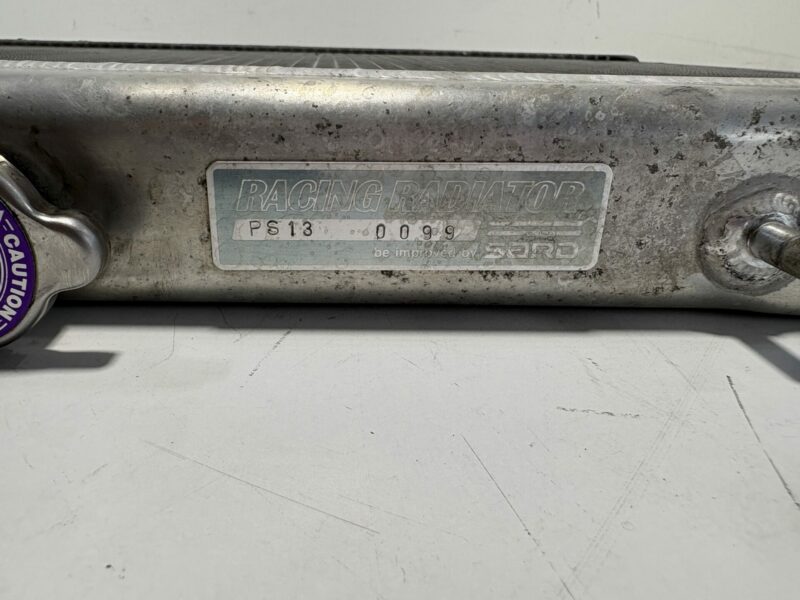 RACING RADIATOR
PS13 0099
be improved by SARD
CAUTION